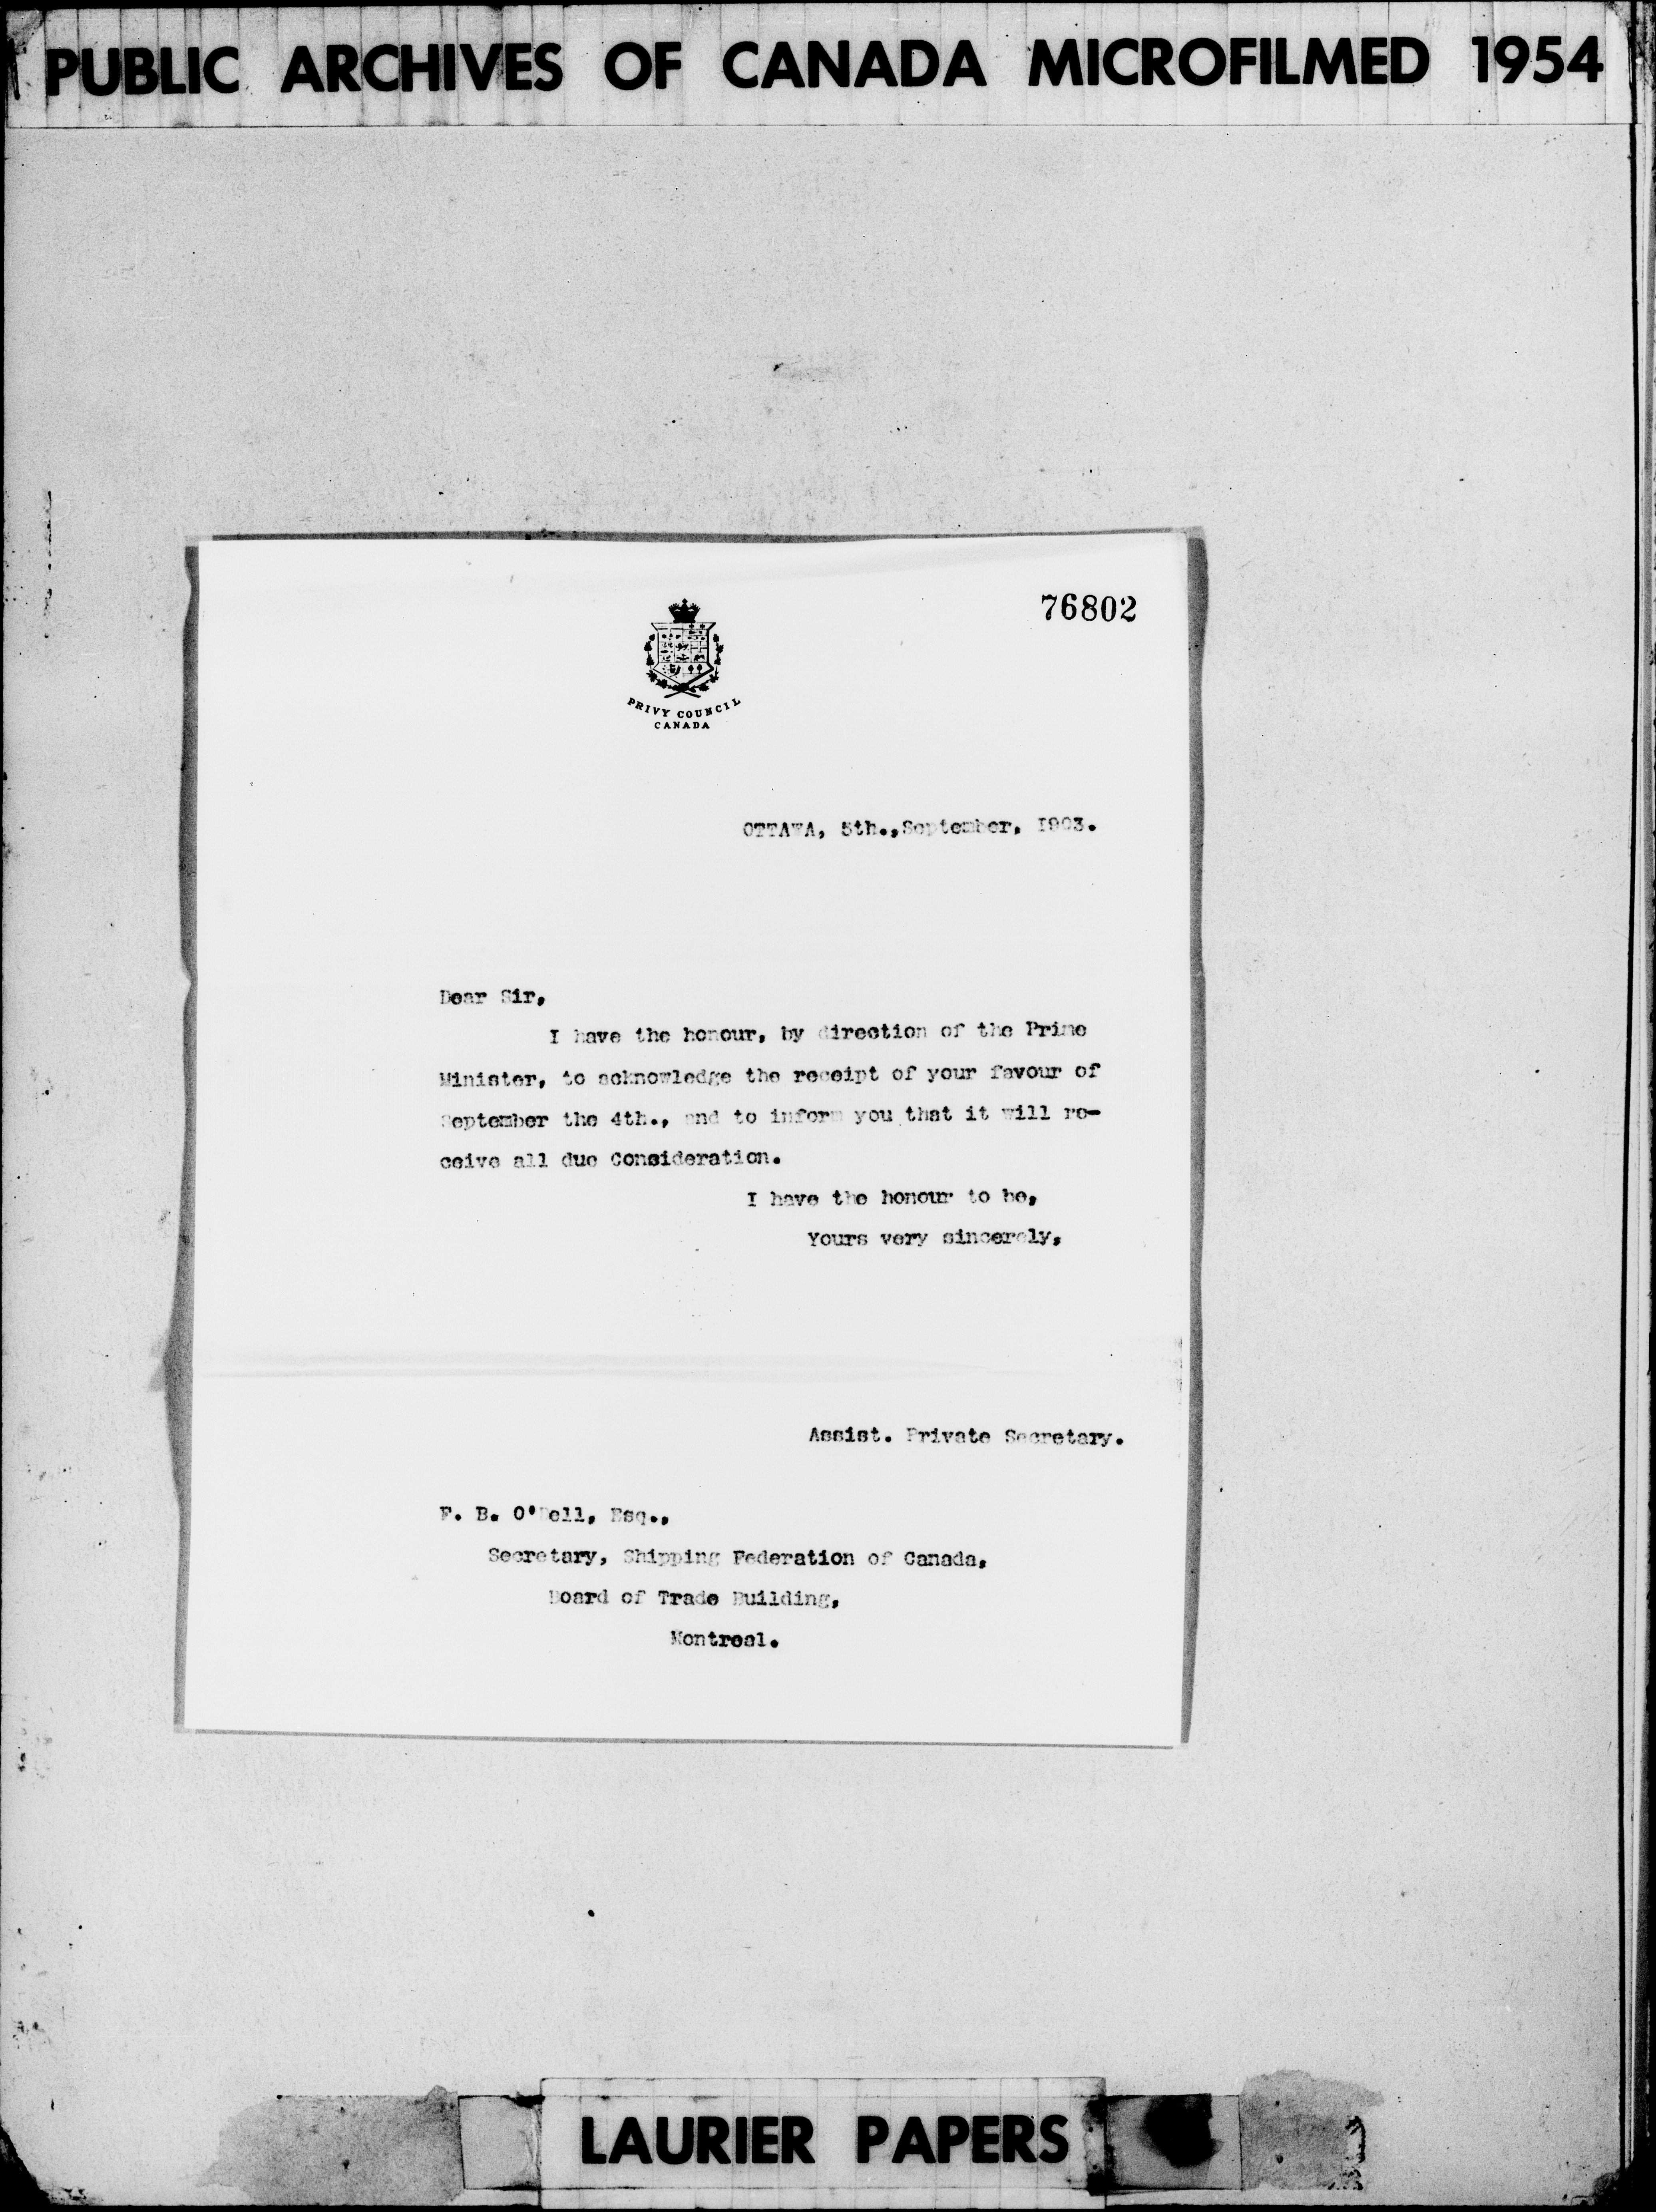 PUBLIC ARCHIVES OF CANADA MICROFILMED 1954
76802
PRIVY COUNCIL
CANADA
OTTAWA, 5th.,September, 1903.
Dear Sir,
I have the honour, by direction of the Prime
Minister, to acknowledge the receipt of your favour of
September the 4th., and to inform you that it will re-
ceive all due Consideration.
I have the honour to be,
Yours very sincerely,
Assist. Private Secretary.
F. B. O'Dell, Esq.,
Secretary, Shipping Federation of Canada,
Board of Trade Building,
Montreal.
LAURIER PAPERS